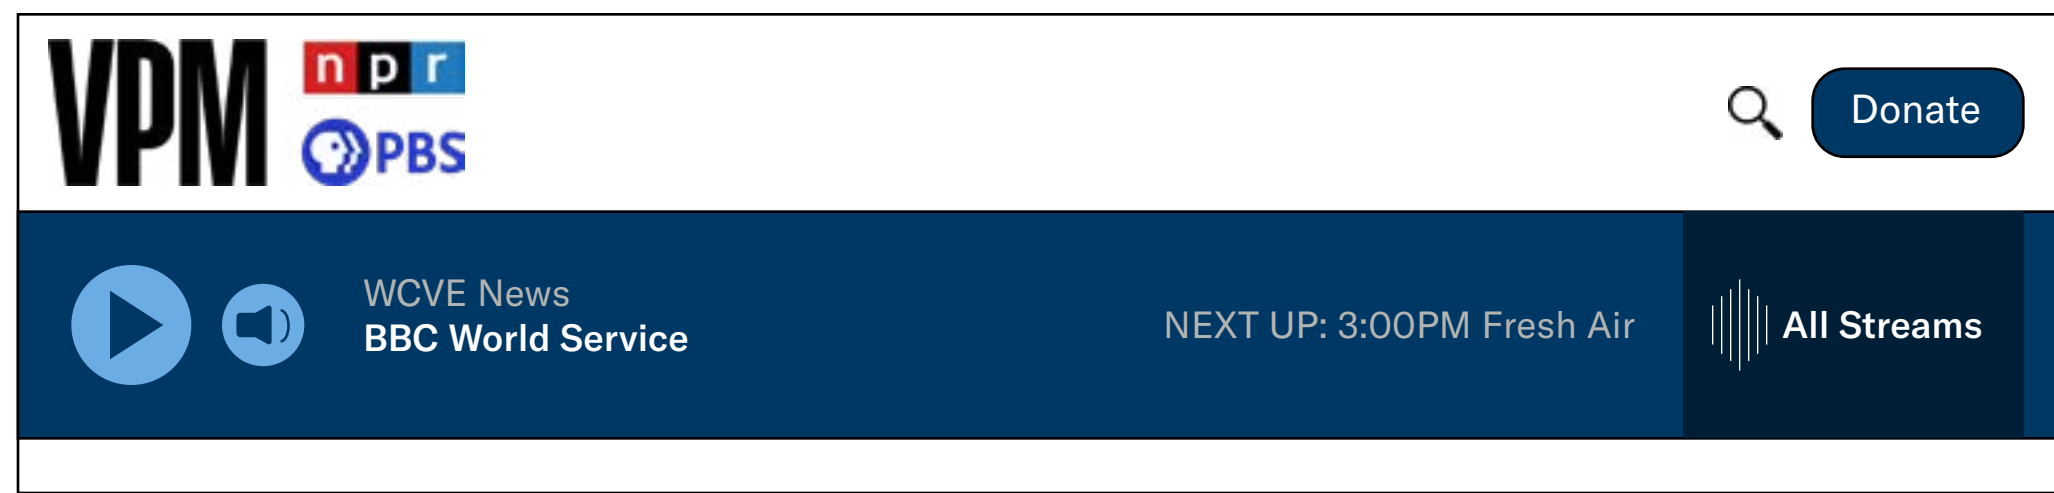 VPM
npr
PBS
Donate
WCVE News
BBC World Service
NEXT UP: 3:00PM Fresh Air
All Streams